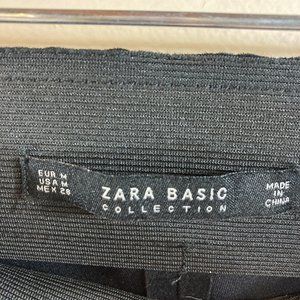 EUR M
USA M
MEX 28
ZARA BASIC
COLLECTION
MADE
IN
CHINA